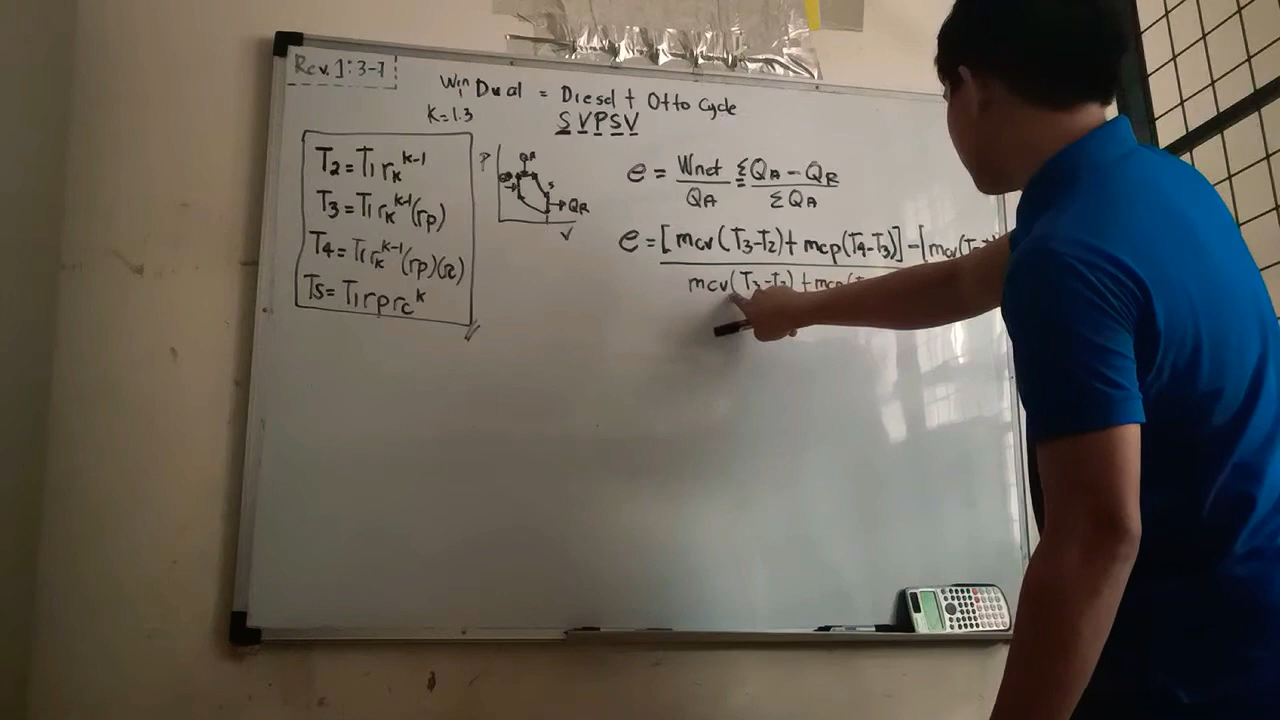 Rev. 1: 3-7
Win Dual = Diesel + Otto Cycle
K=1.3
SVPSV
T2 = T1 rk^k-1
T3 = T1 rk^k-1 (rp)
T4 = T1 rk^k-1 (rp)(rc)
T5 = T1 rp rc^k
?
QA
5
QR
V
e = Wnet / QA = ΣQA - QR / ΣQA
e = [mcv(T3-T2) + mcp(T4-T3)] - [mcv(
mcv(T3-T2) + mcp(